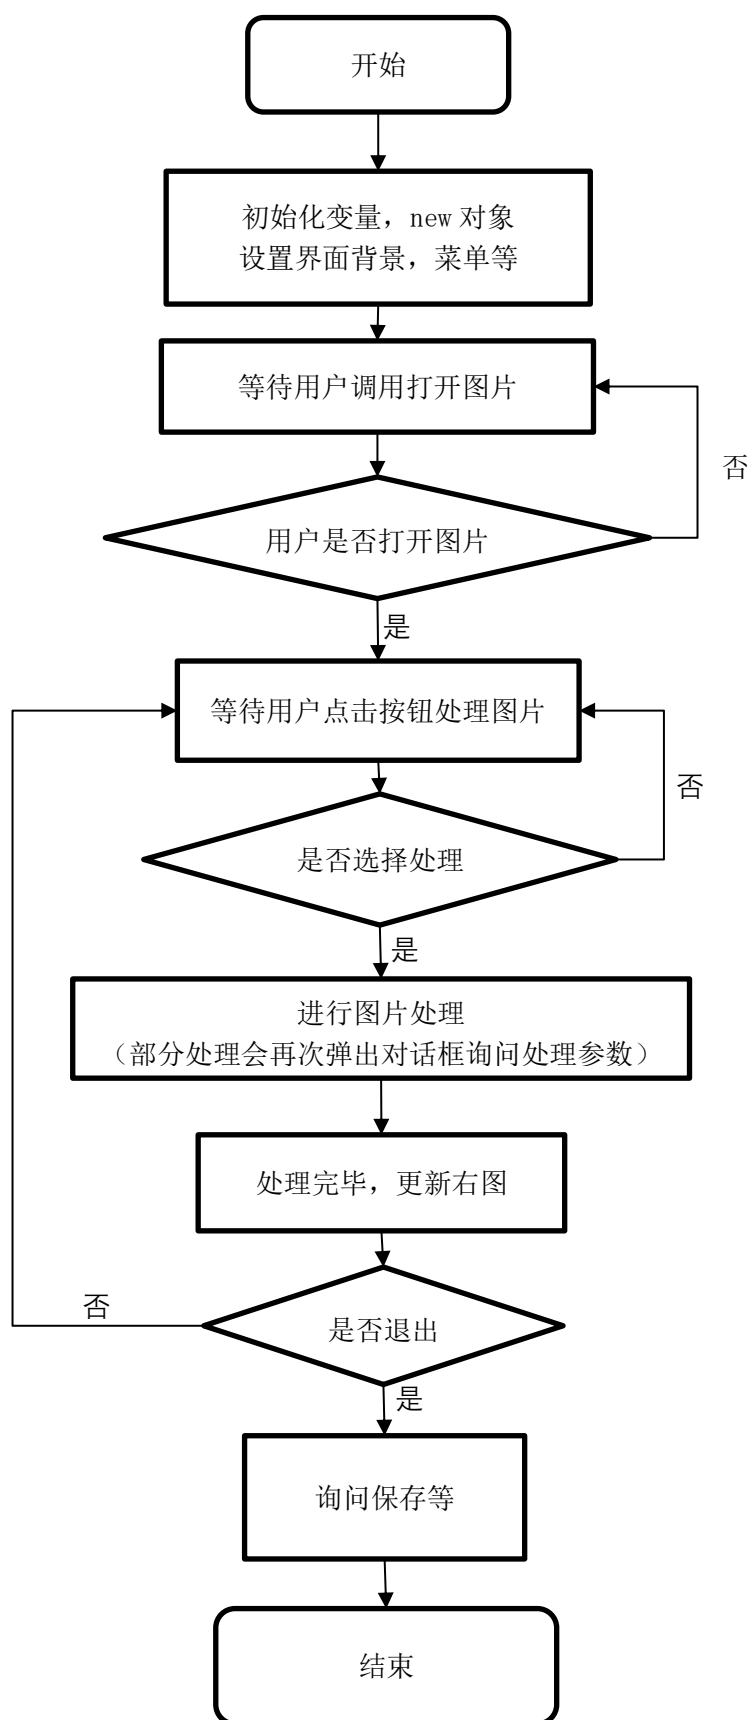 开始
初始化变量，new 对象
设置界面背景，菜单等
等待用户调用打开图片
否
用户是否打开图片
是
等待用户点击按钮处理图片
否
是否选择处理
是
进行图片处理
（部分处理会再次弹出对话框询问处理参数）
处理完毕，更新右图
否
是否退出
是
询问保存等
结束